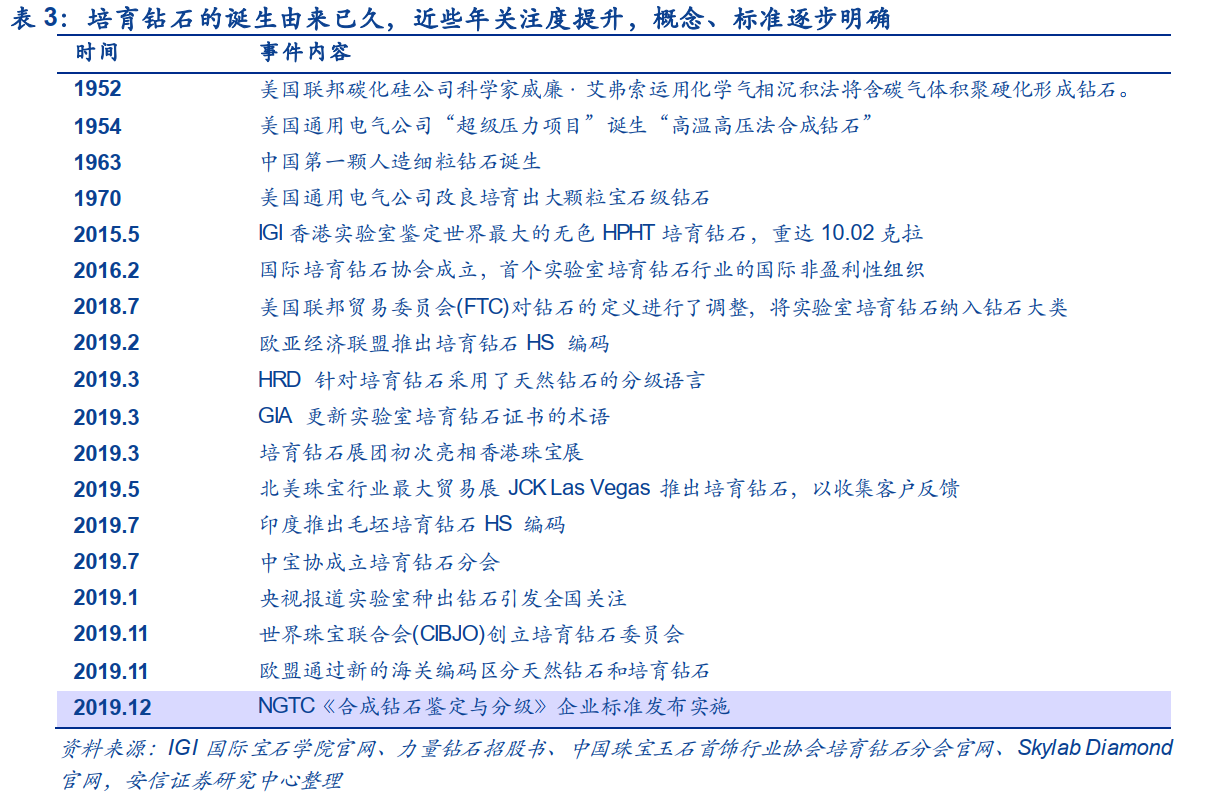 表 3：培育钻石的诞生由来已久，近些年关注度提升，概念、标准逐步明确
时间 事件内容
1952 美国联邦碳化硅公司科学家威廉·艾弗索运用化学气相沉积法将含碳气体积聚硬化形成钻石。
1954 美国通用电气公司“超级压力项目”诞生“高温高压法合成钻石”
1963 中国第一颗人造细粒钻石诞生
1970 美国通用电气公司改良培育出大颗粒宝石级钻石
2015.5 IGI 香港实验室鉴定世界最大的无色 HPHT 培育钻石，重达 10.02 克拉
2016.2 国际培育钻石协会成立，首个实验室培育钻石行业的国际非盈利性组织
2018.7 美国联邦贸易委员会(FTC)对钻石的定义进行了调整，将实验室培育钻石纳入钻石大类
2019.2 欧亚经济联盟推出培育钻石 HS 编码
2019.3 HRD 针对培育钻石采用了天然钻石的分级语言
2019.3 GIA 更新实验室培育钻石证书的术语
2019.3 培育钻石展团初次亮相香港珠宝展
2019.5 北美珠宝行业最大贸易展 JCK Las Vegas 推出培育钻石，以收集客户反馈
2019.7 印度推出毛坯培育钻石 HS 编码
2019.7 中宝协成立培育钻石分会
2019.1 央视报道实验室种出钻石引发全国关注
2019.11 世界珠宝联合会(CIBJO)创立培育钻石委员会
2019.11 欧盟通过新的海关编码区分天然钻石和培育钻石
2019.12 NGTC《合成钻石鉴定与分级》企业标准发布实施
资料来源：IGI 国际宝石学院官网、力量钻石招股书、中国珠宝玉石首饰行业协会培育钻石分会官网、Skylab Diamond
官网，安信证券研究中心整理